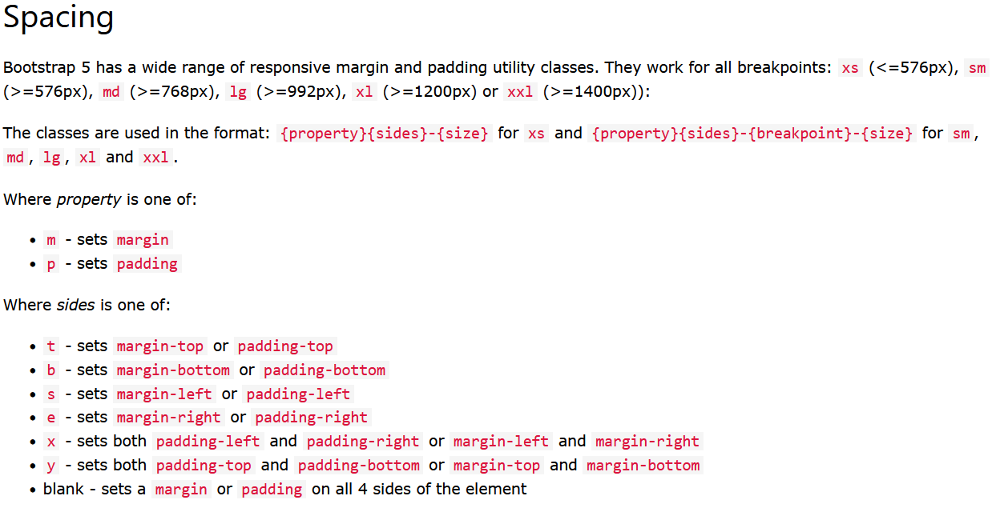 Spacing
Bootstrap 5 has a wide range of responsive margin and padding utility classes. They work for all breakpoints: xs (<=576px), sm
(>=576px), md (>=768px), lg (>=992px), xl (>=1200px) or xxl (>=1400px)):
The classes are used in the format: {property}{sides}-{size} for xs and {property}{sides}-{breakpoint}-{size} for sm,
md, lg, xl and xxl.
Where property is one of:
• m - sets margin
• p - sets padding
Where sides is one of:
• t - sets margin-top or padding-top
• b - sets margin-bottom or padding-bottom
• s - sets margin-left or padding-left
• e - sets margin-right or padding-right
• x - sets both padding-left and padding-right or margin-left and margin-right
• y - sets both padding-top and padding-bottom or margin-top and margin-bottom
• blank - sets a margin or padding on all 4 sides of the element